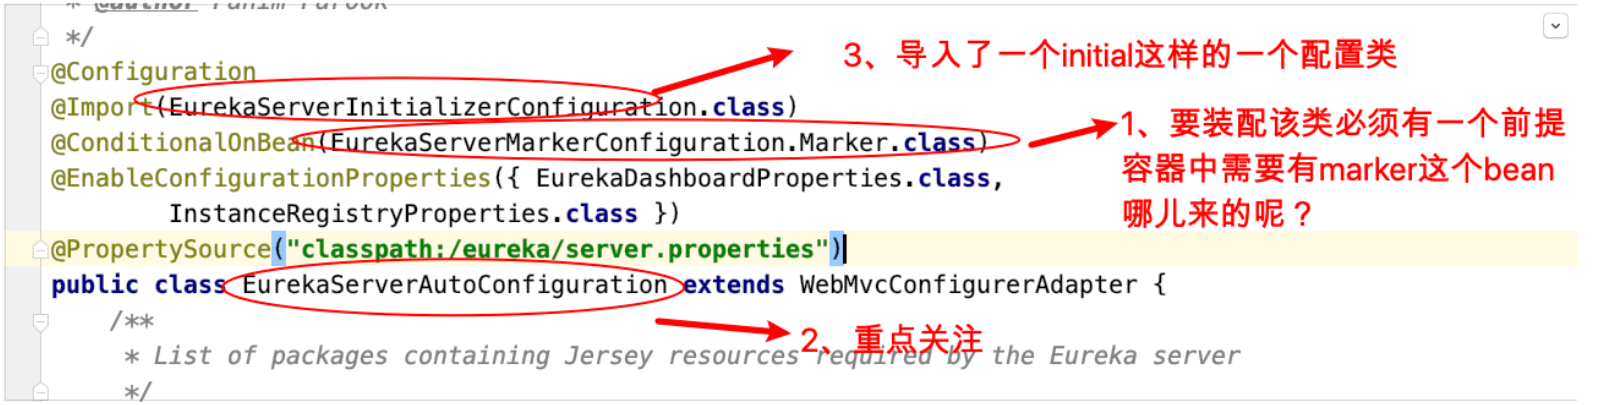 * @author Fahim Farook
*/
3、导入了一个initial这样的一个配置类
@Configuration
@Import(EurekaServerInitializerConfiguration.class)
@ConditionalOnBean(EurekaServerMarkerConfiguration.Marker.class)
1、要装配该类必须有一个前提
容器中需要有marker这个bean
哪儿来的呢？
@EnableConfigurationProperties({ EurekaDashboardProperties.class,
InstanceRegistryProperties.class })
@PropertySource("classpath:/eureka/server.properties")
public class EurekaServerAutoConfiguration extends WebMvcConfigurerAdapter {
/**
2、重点关注
* List of packages containing Jersey resources required by the Eureka server
*/